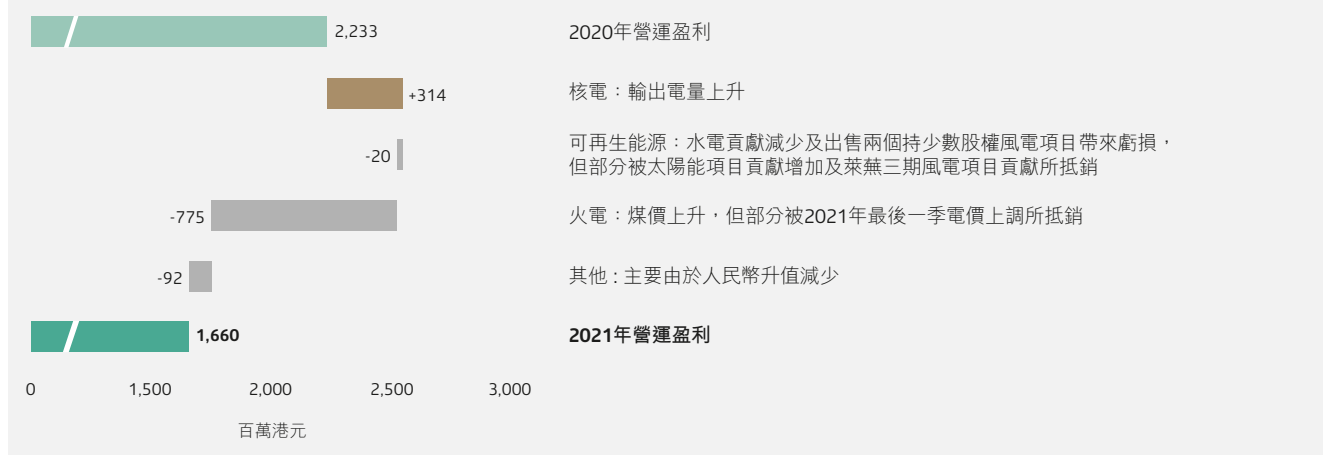 2,233 2020年營運盈利
+314 核電：輸出電量上升
-20 可再生能源：水電貢獻減少及出售兩個持少數股權風電項目帶來虧損，
但部分被太陽能項目貢獻增加及萊蕪三期風電項目貢獻所抵銷
-775 火電：煤價上升，但部分被2021年最後一季電價上調所抵銷
-92 其他 : 主要由於人民幣升值減少
1,660 2021年營運盈利
0 1,500 2,000 2,500 3,000
百萬港元